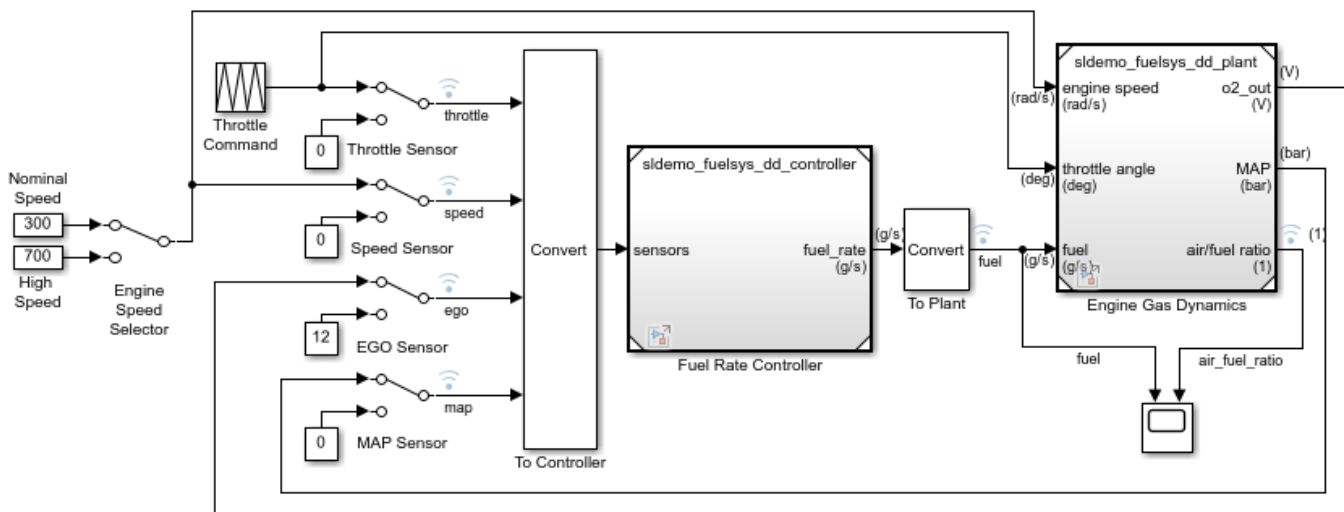 Throttle
Command
0
Throttle Sensor
throttle
Nominal
Speed
300
700
High
Speed
Engine
Speed
Selector
0
Speed Sensor
speed
12
EGO Sensor
ego
0
MAP Sensor
map
Convert
To Controller
sldemo_fuelsys_dd_controller
sensors
fuel_rate
(g/s)
Fuel Rate Controller
(g/s)
Convert
To Plant
fuel
(g/s)
(rad/s)
(deg)
sldemo_fuelsys_dd_plant
engine speed
(rad/s)
throttle angle
(deg)
fuel
(g/s)
o2_out
(V)
MAP
(bar)
air/fuel ratio
(1)
Engine Gas Dynamics
(V)
(bar)
(1)
fuel
air_fuel_ratio